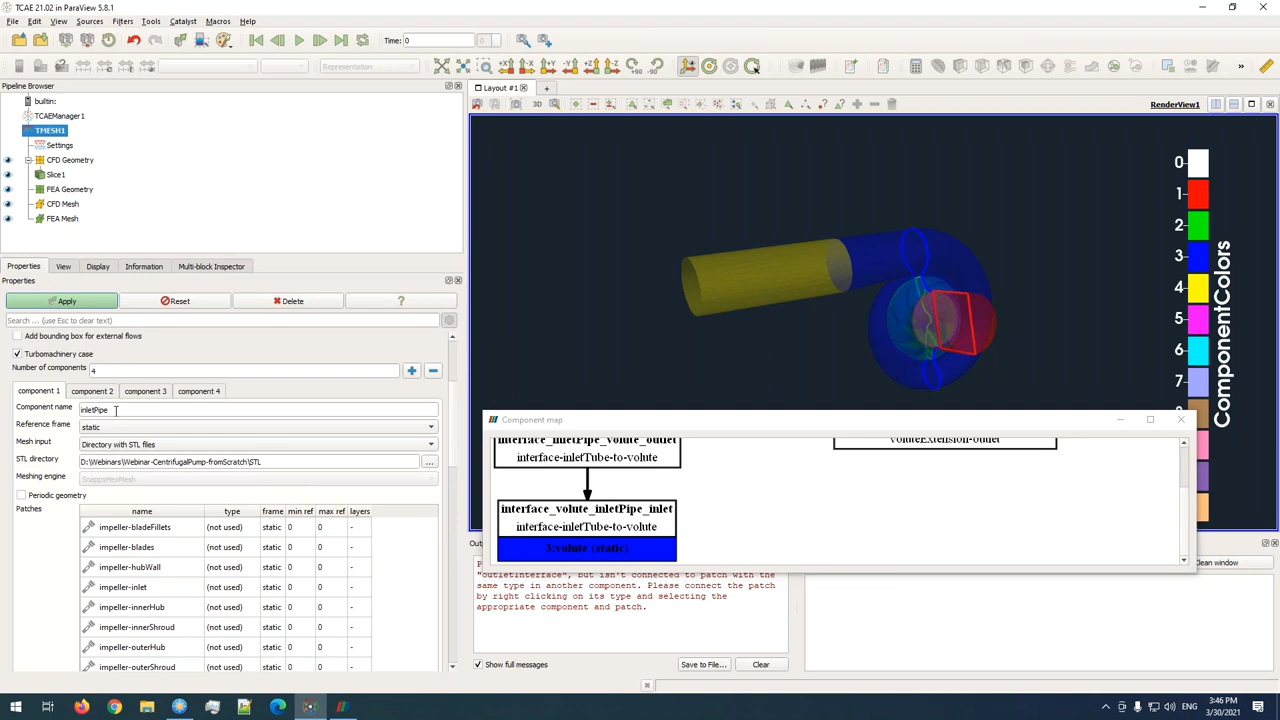 TCAE 21.02 in ParaView 5.8.1
File Edit View Sources Filters Tools Catalyst Macros Help
Time: 0 0
Representation
Pipeline Browser
Layout #1
3D
RenderView1
builtin:
TCAEManager1
TMESH1
Settings
CFD Geometry
Slice1
FEA Geometry
CFD Mesh
FEA Mesh
0
1
2
3
4
5
6
7
ComponentColors
Properties View Display Information Multi-block Inspector
Properties
Apply Reset Delete ?
Search ... (use Esc to clear text)
Add bounding box for external flows
Turbomachinery case
Number of components 4
component 1 component 2 component 3 component 4
Component name inletPipe
Reference frame static
Mesh input Directory with STL files
STL directory D:\Webinars\Webinar-CentrifugalPump-fromScratch\STL ...
Meshing engine SnappyHexMesh
Periodic geometry
Patches name type frame min ref max ref layers
impeller-bladeFillets (not used) static 0 0 -
impeller-blades (not used) static 0 0 -
impeller-hubWall (not used) static 0 0 -
impeller-inlet (not used) static 0 0 -
impeller-innerHub (not used) static 0 0 -
impeller-innerShroud (not used) static 0 0 -
impeller-outerHub (not used) static 0 0 -
impeller-outerShroud (not used) static 0 0 -
Component map
interface_inletPipe_volute_outlet
interface-inletTube-to-volute
voluteExtension-outlet
interface_volute_inletPipe_inlet
interface-inletTube-to-volute
3:volute (static)
"outletInterface", but isn't connected to patch with the
same type in another component. Please connect the patch
by right clicking on its type and selecting the
appropriate component and patch.
Clean window
Show full messages Save to File... Clear
ENG 3:46 PM
3/30/2021